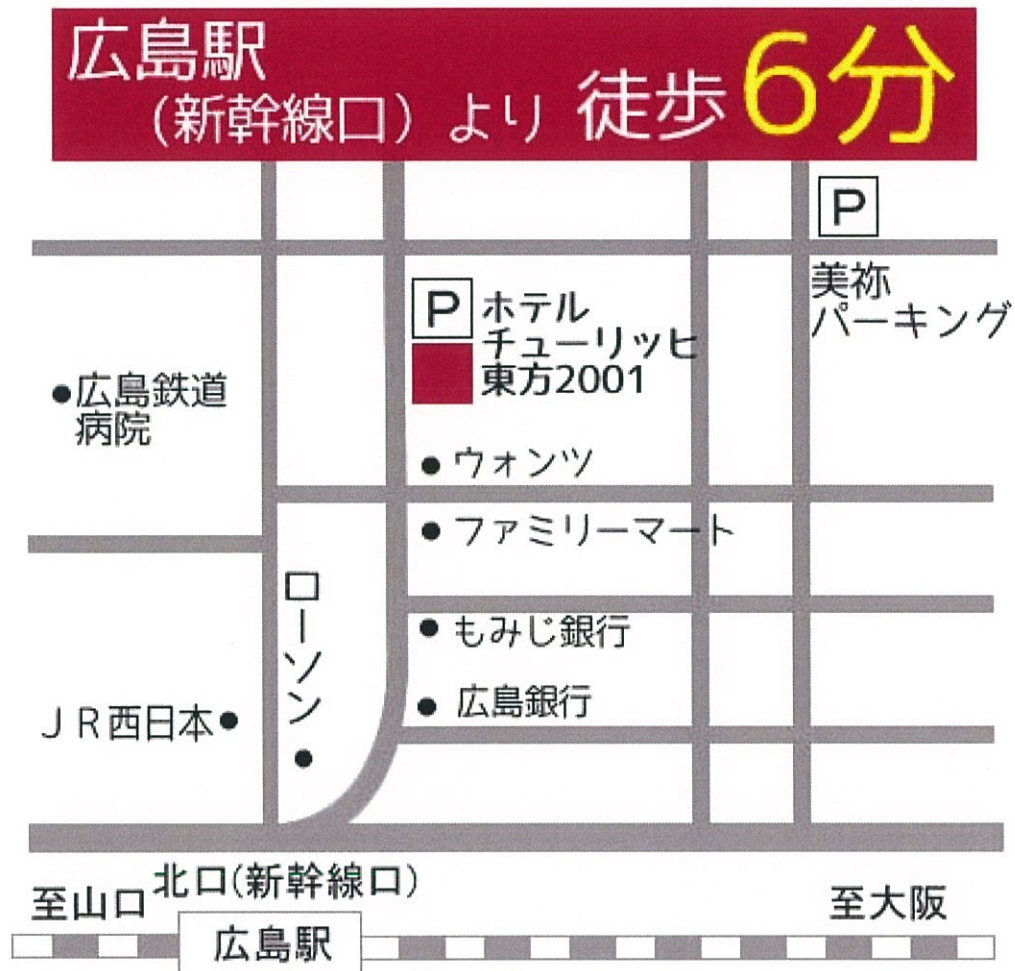 広島駅
(新幹線口)より 徒歩6分
P
美祢
パーキング
P
ホテル
チューリッヒ
東方2001
広島鉄道
病院
ウォンツ
ファミリーマート
ローソン
もみじ銀行
広島銀行
JR西日本
北口(新幹線口)
至山口
至大阪
広島駅